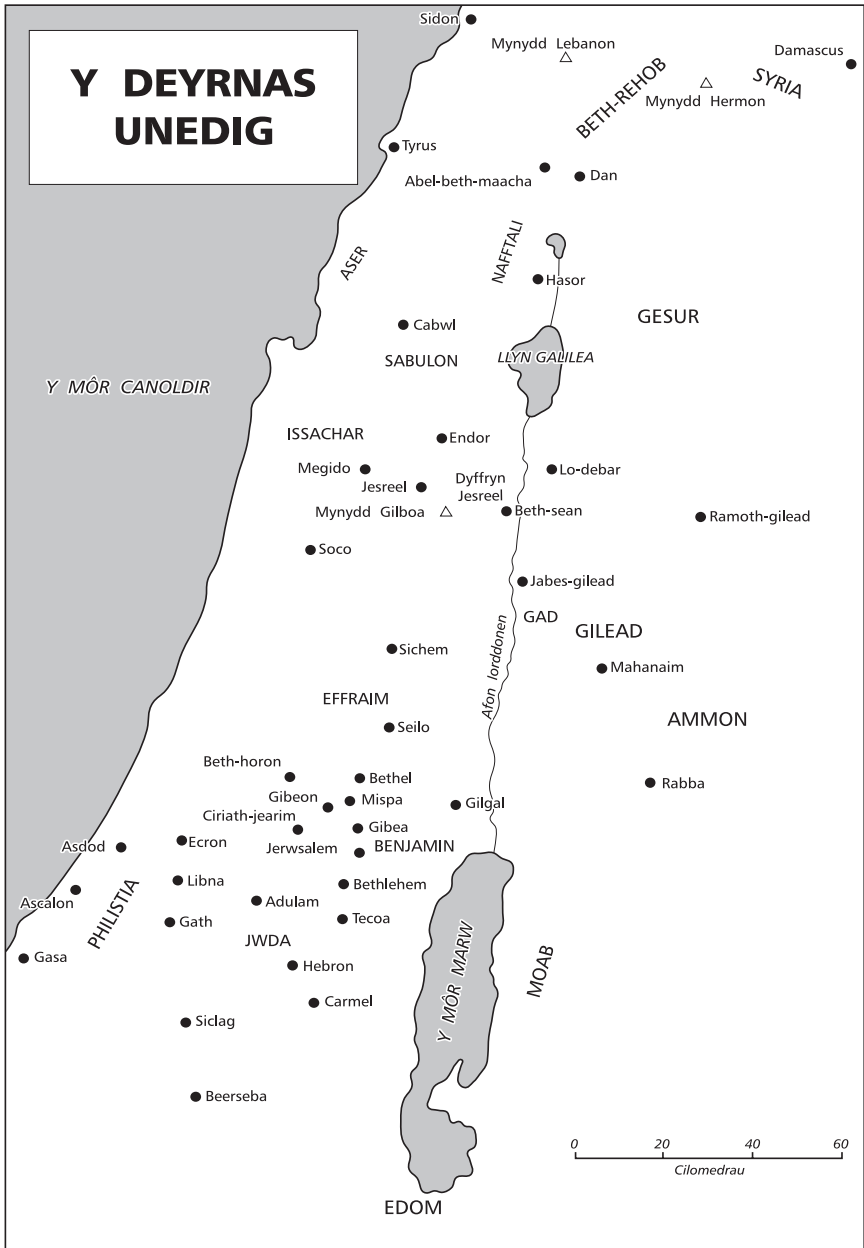 Y DEYRNAS
UNEDIG
Sidon
Mynydd Lebanon
Damascus
BETH-REHOB
SYRIA
Mynydd Hermon
Tyrus
Abel-beth-maacha
Dan
ASER
NAFFTALI
Hasor
GESUR
Cabwl
SABULON
LLYN GALILEA
Y MÔR CANOLDIR
ISSACHAR
Endor
Megido
Jesreel
Dyffryn
Jesreel
Lo-debar
Mynydd Gilboa
Beth-sean
Ramoth-gilead
Soco
Jabes-gilead
GAD
GILEAD
Afon Iorddonen
Sichem
Mahanaim
EFFRAIM
AMMON
Seilo
Beth-horon
Bethel
Rabba
Gibeon
Mispa
Gilgal
Ciriath-jearim
Gibea
Ecron
Asdod
Jerwsalem
BENJAMIN
Libna
Bethlehem
Ascalon
PHILISTIA
Adulam
Gath
Tecoa
JWDA
Gasa
Hebron
Y MÔR MARW
MOAB
Carmel
Siclag
Beerseba
0 20 40 60
Cilomedrau
EDOM